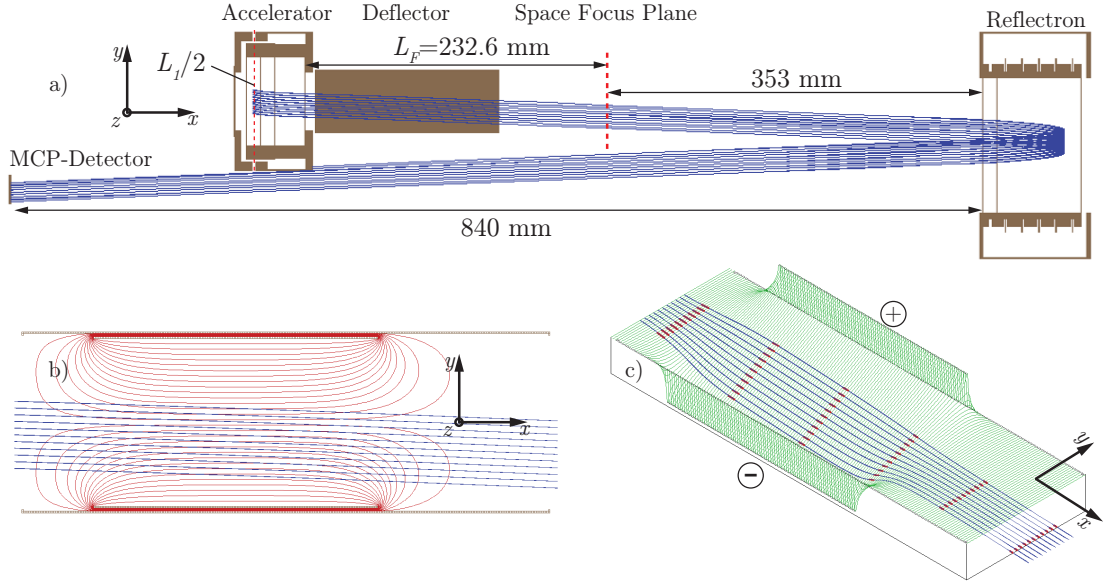 Accelerator Deflector Space Focus Plane Reflectron
y
L_F=232.6 mm
a)
L_1/2
353 mm
z x
MCP-Detector
840 mm
b)
y
z x
c)
+
−
y
x